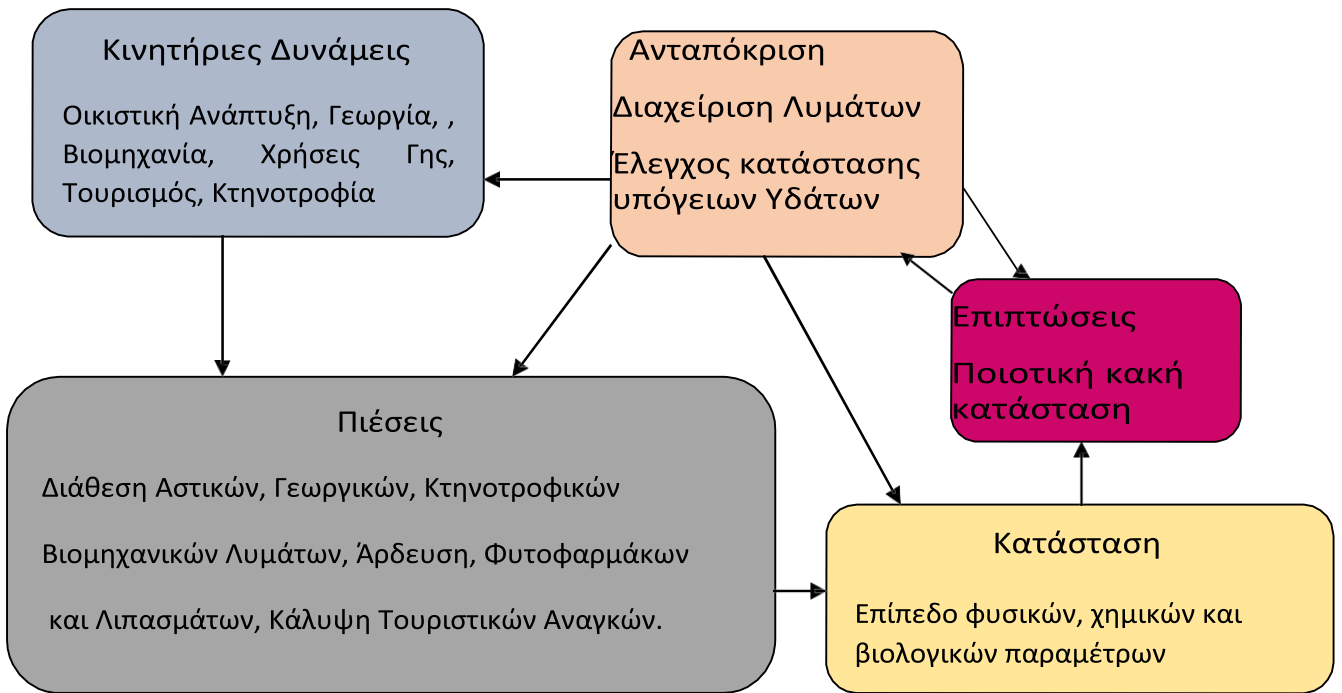 Κινητήριες Δυνάμεις
Οικιστική Ανάπτυξη, Γεωργία, ,
Βιομηχανία, Χρήσεις Γης,
Τουρισμός, Κτηνοτροφία
Ανταπόκριση
Διαχείριση Λυμάτων
Έλεγχος κατάστασης
υπόγειων Υδάτων
Επιπτώσεις
Ποιοτική κακή
κατάσταση
Πιέσεις
Διάθεση Αστικών, Γεωργικών, Κτηνοτροφικών
Βιομηχανικών Λυμάτων, Άρδευση, Φυτοφαρμάκων
και Λιπασμάτων, Κάλυψη Τουριστικών Αναγκών.
Κατάσταση
Επίπεδο φυσικών, χημικών και
βιολογικών παραμέτρων